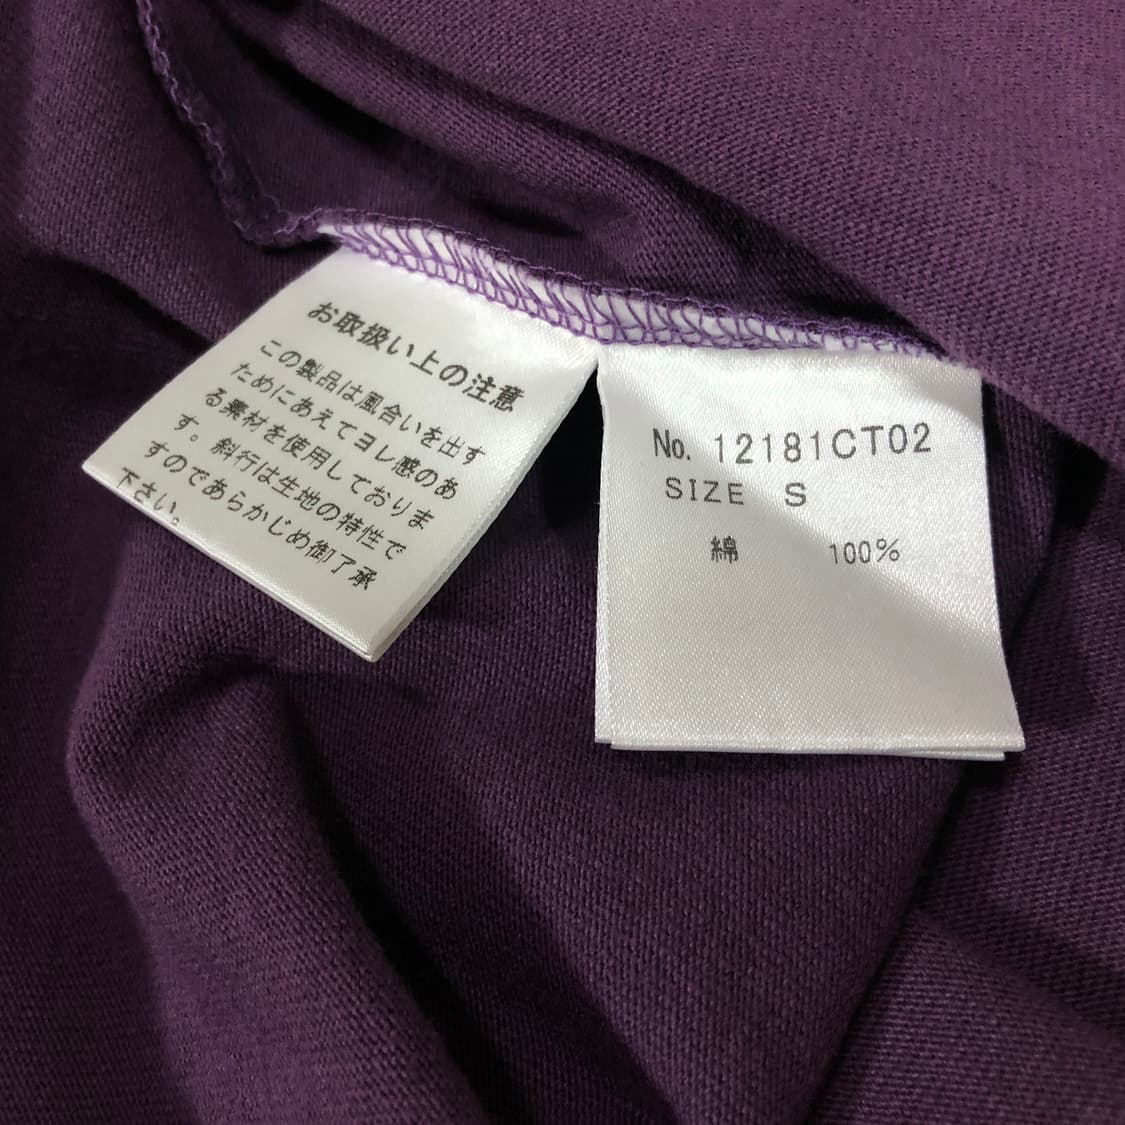 お取扱い上の注意
この製品は風合いを出す
ためにあえてヨレ感のあ
る素材を使用しておりま
す。斜行は生地の特性で
すのであらかじめ御了承
下さい。
No. 12181CT02
SIZE S
綿 100%